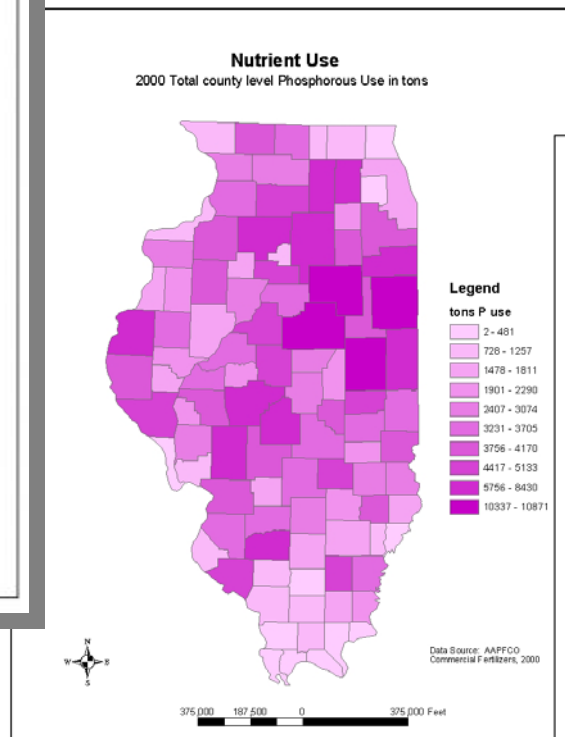 Nutrient Use
2000 Total county level Phosphorous Use in tons
Legend
tons P use
2 - 481
728 - 1257
1478 - 1811
1901 - 2290
2407 - 3074
3231 - 3705
3756 - 4170
4417 - 5133
5756 - 8430
10337 - 10871
N
W
E
S
Data Source: AAPFCO
Commercial Fertilizers, 2000
375,000 187,500 0 375,000 Feet